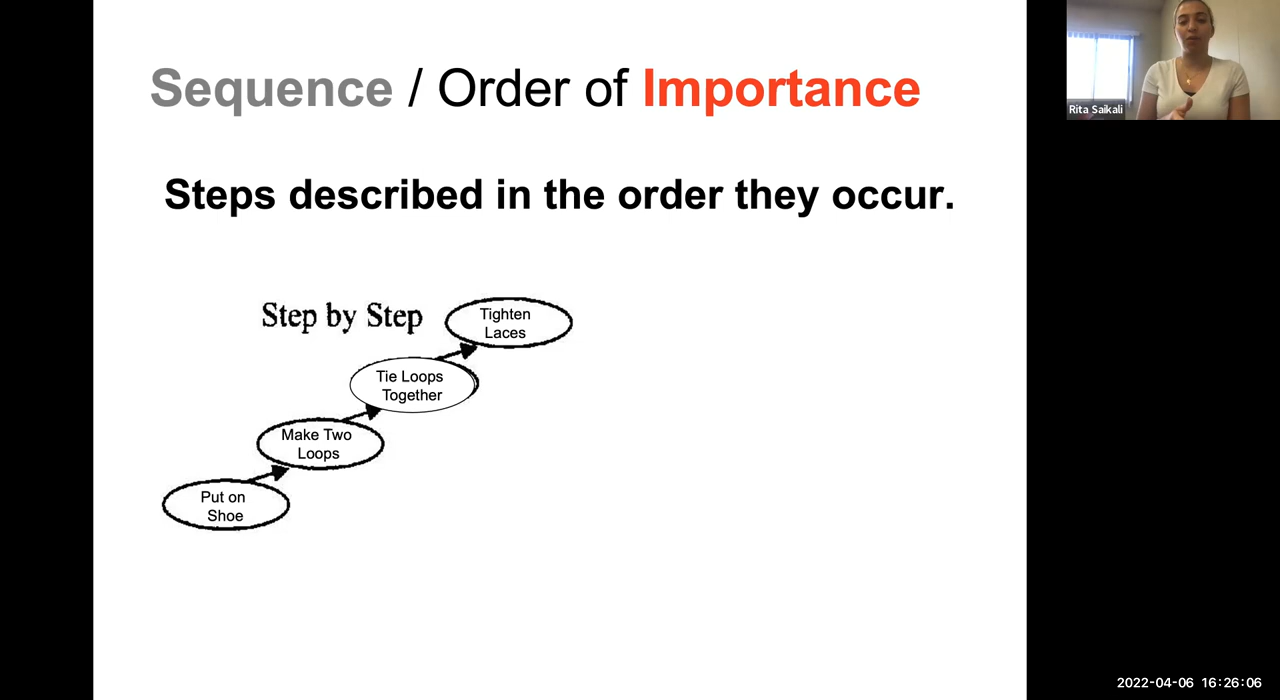 Sequence / Order of Importance
Rita Saikali
Steps described in the order they occur.
Step by Step
Tighten
Laces
Tie Loops
Together
Make Two
Loops
Put on
Shoe
2022-04-06 16:26:06